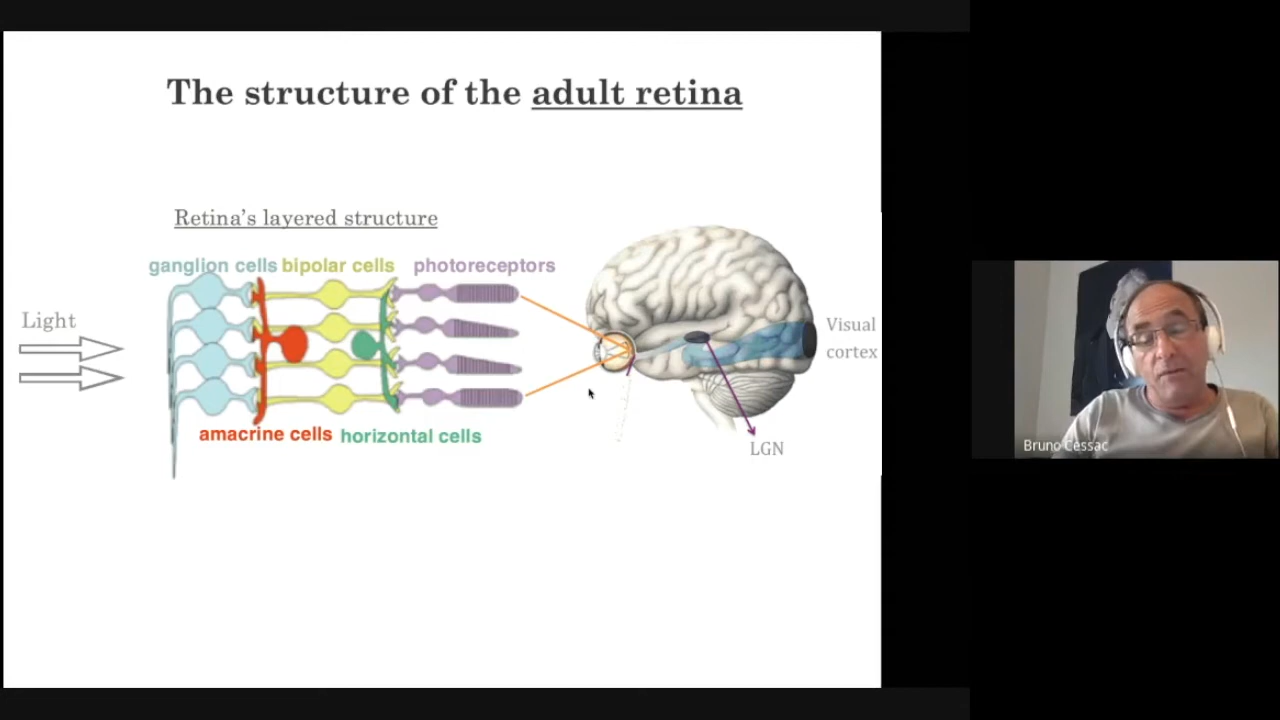 The structure of the adult retina
Retina's layered structure
ganglion cells bipolar cells photoreceptors
Light
amacrine cells horizontal cells
Visual
cortex
LGN
Bruno Cessac